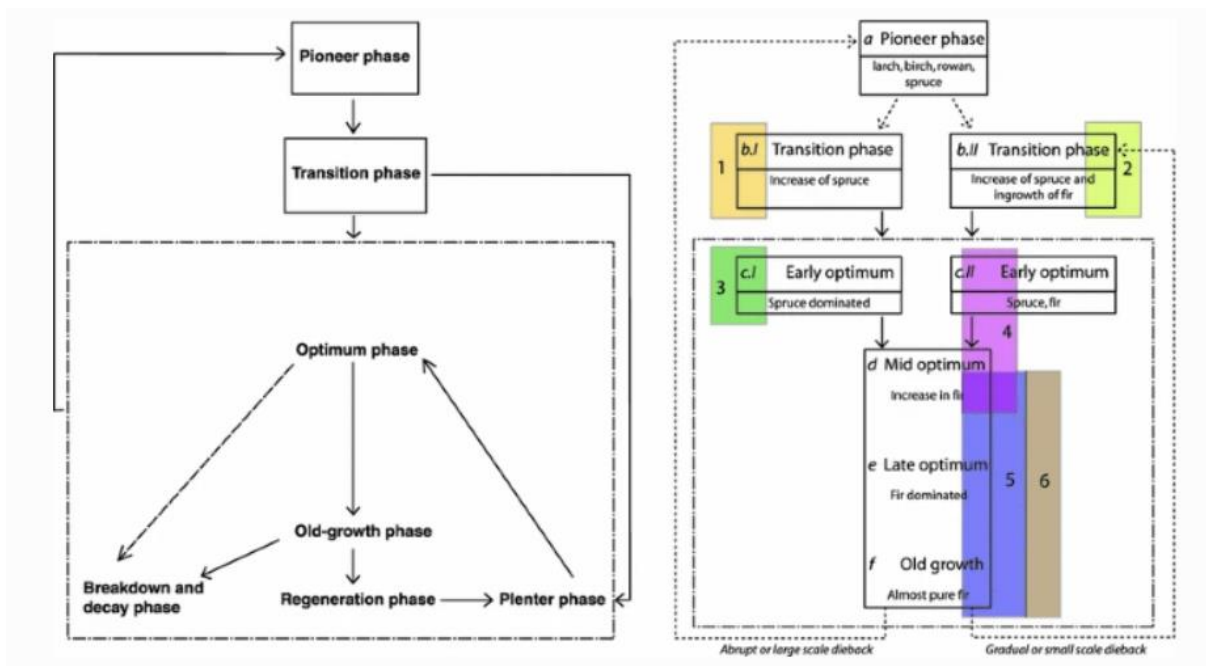 Pioneer phase
Transition phase
Optimum phase
Old-growth phase
Breakdown and
decay phase
Regeneration phase
Plenter phase
a Pioneer phase
larch, birch, rowan,
spruce
1
b.I Transition phase
Increase of spruce
b.II Transition phase
Increase of spruce and
ingrowth of fir
2
3
c.I Early optimum
Spruce dominated
c.II Early optimum
Spruce, fir
4
d Mid optimum
Increase in fir
e Late optimum
Fir dominated
5
6
f Old growth
Almost pure fir
Abrupt or large scale dieback
Gradual or small scale dieback